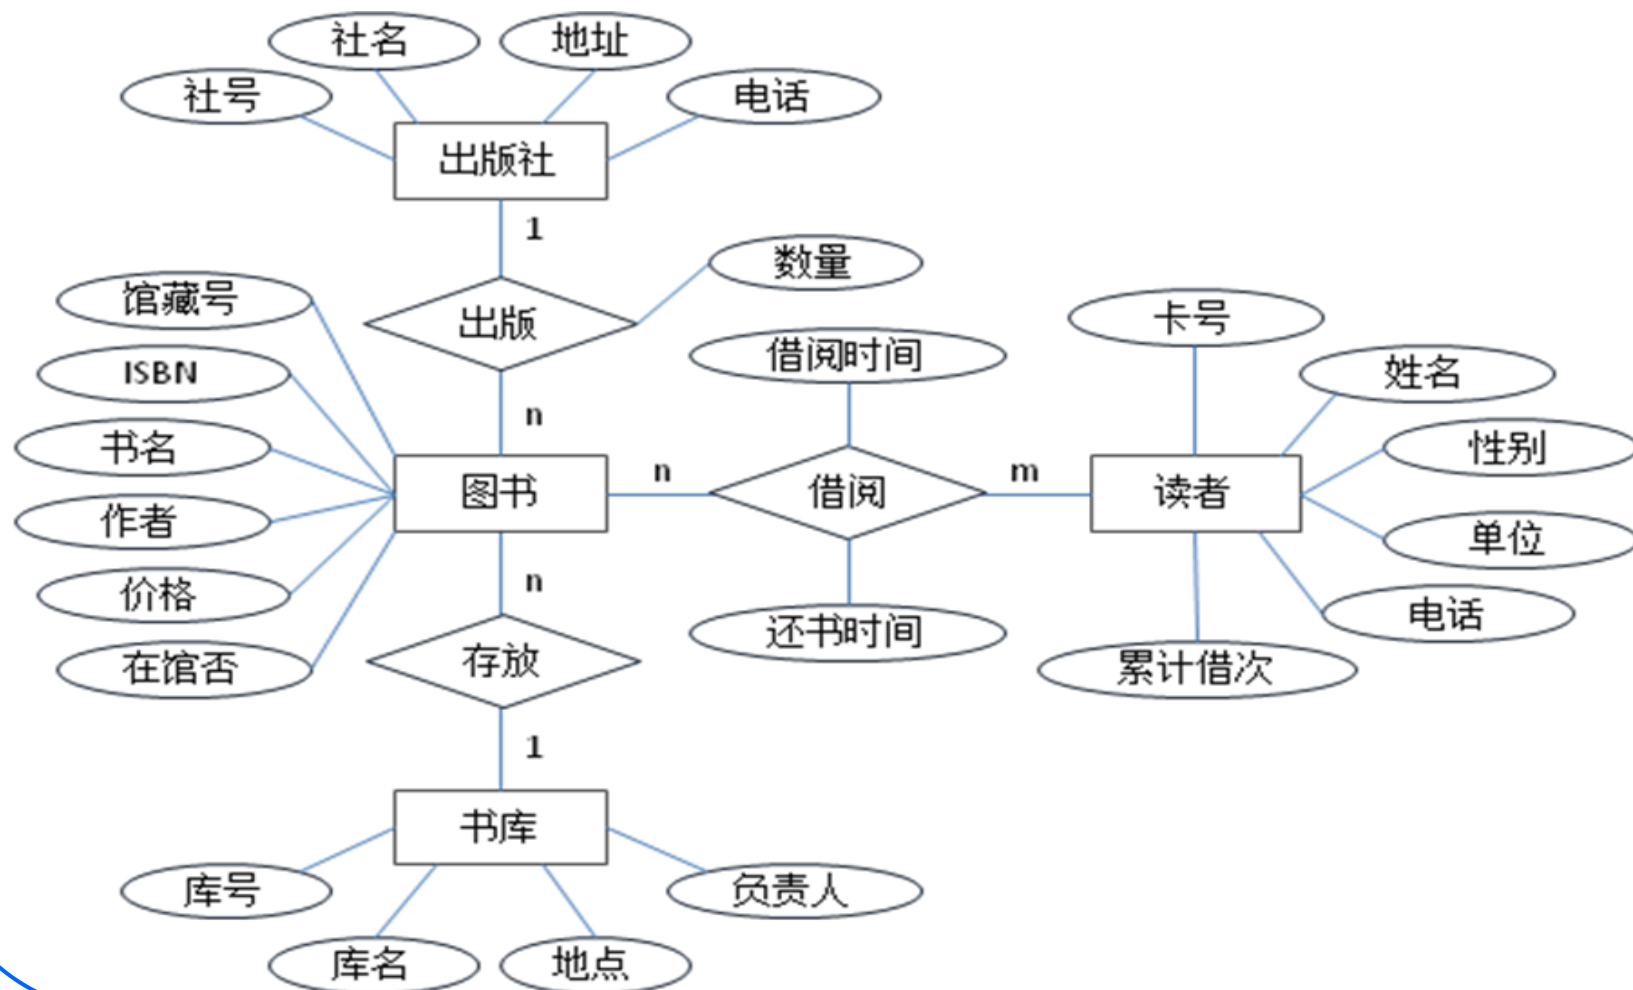 社名
地址
社号
电话
出版社
1
数量
馆藏号
出版
卡号
借阅时间
ISBN
姓名
n
书名
性别
图书
n
借阅
m
读者
作者
单位
n
价格
电话
还书时间
在馆否
存放
累计借次
1
书库
库号
负责人
库名
地点